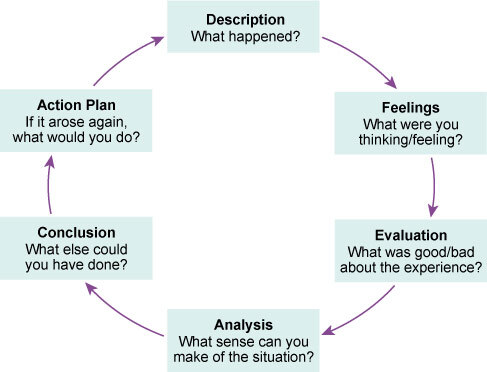 Description
What happened?
Feelings
What were you
thinking/feeling?
Evaluation
What was good/bad
about the experience?
Analysis
What sense can you
make of the situation?
Conclusion
What else could
you have done?
Action Plan
If it arose again,
what would you do?